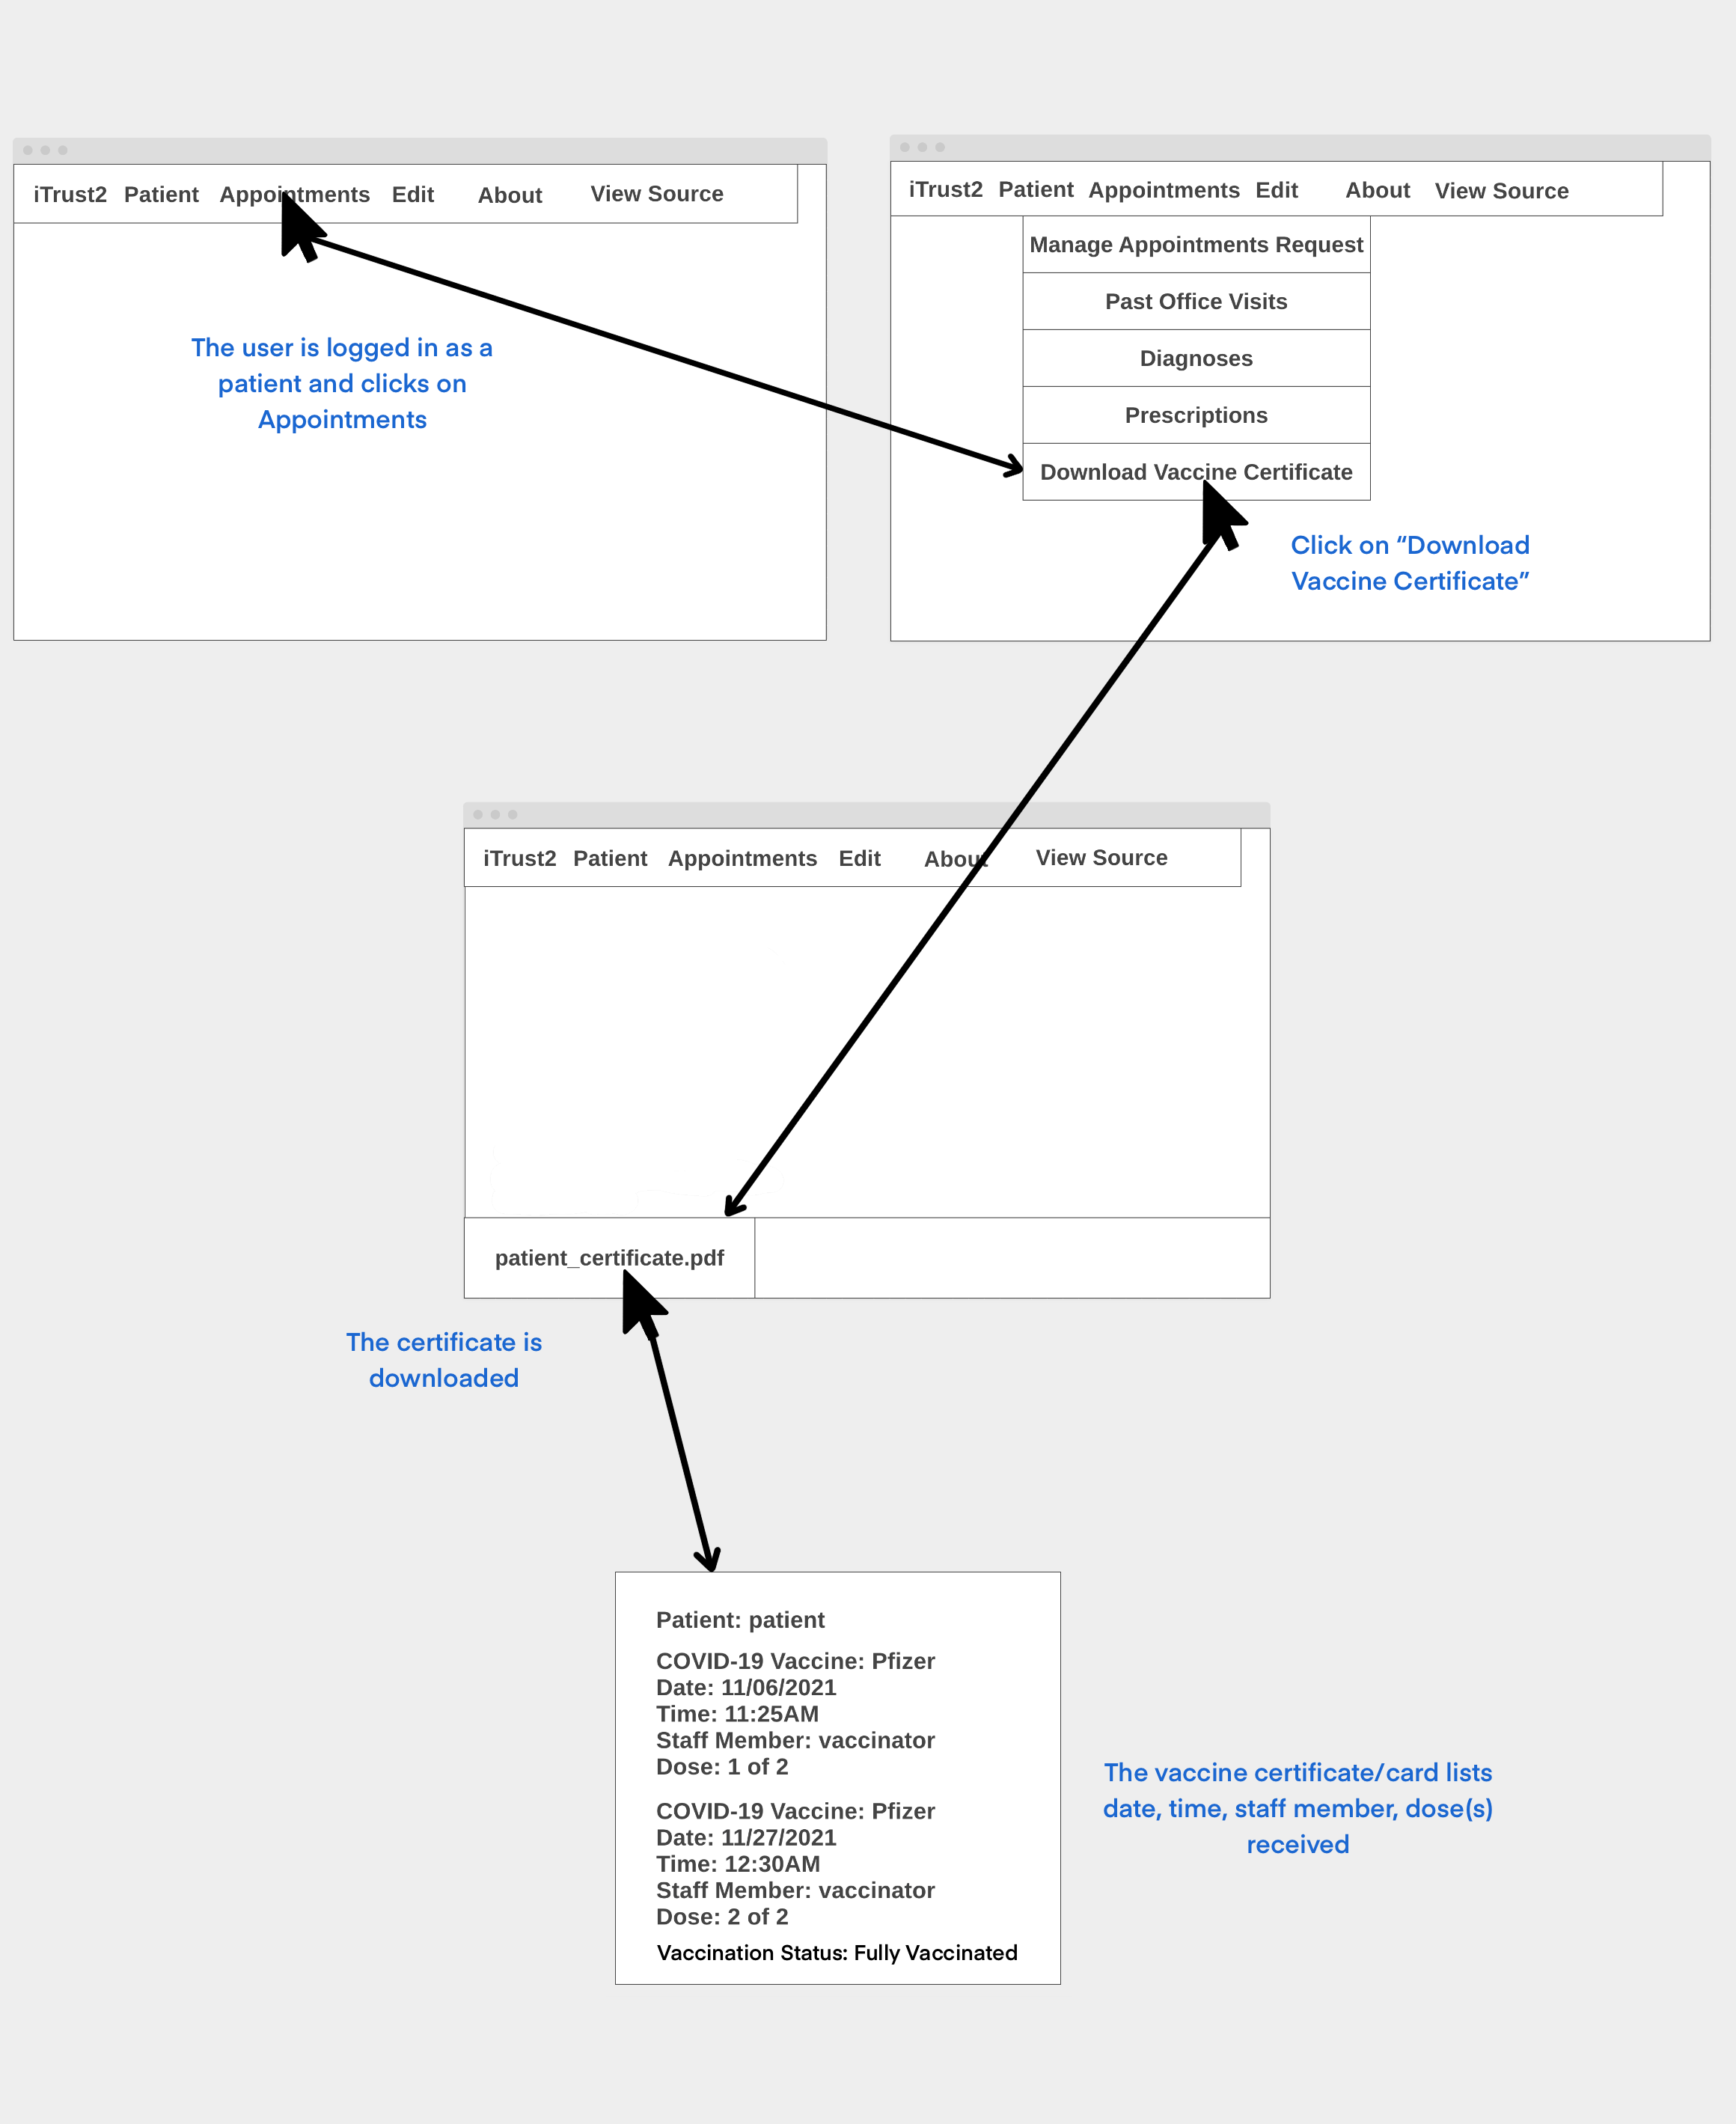 iTrust2 Patient Appointments Edit About View Source
The user is logged in as a
patient and clicks on
Appointments
iTrust2 Patient Appointments Edit About View Source
Manage Appointments Request
Past Office Visits
Diagnoses
Prescriptions
Download Vaccine Certificate
Click on “Download
Vaccine Certificate”
iTrust2 Patient Appointments Edit About View Source
patient_certificate.pdf
The certificate is
downloaded
Patient: patient
COVID-19 Vaccine: Pfizer
Date: 11/06/2021
Time: 11:25AM
Staff Member: vaccinator
Dose: 1 of 2
COVID-19 Vaccine: Pfizer
Date: 11/27/2021
Time: 12:30AM
Staff Member: vaccinator
Dose: 2 of 2
Vaccination Status: Fully Vaccinated
The vaccine certificate/card lists
date, time, staff member, dose(s)
received